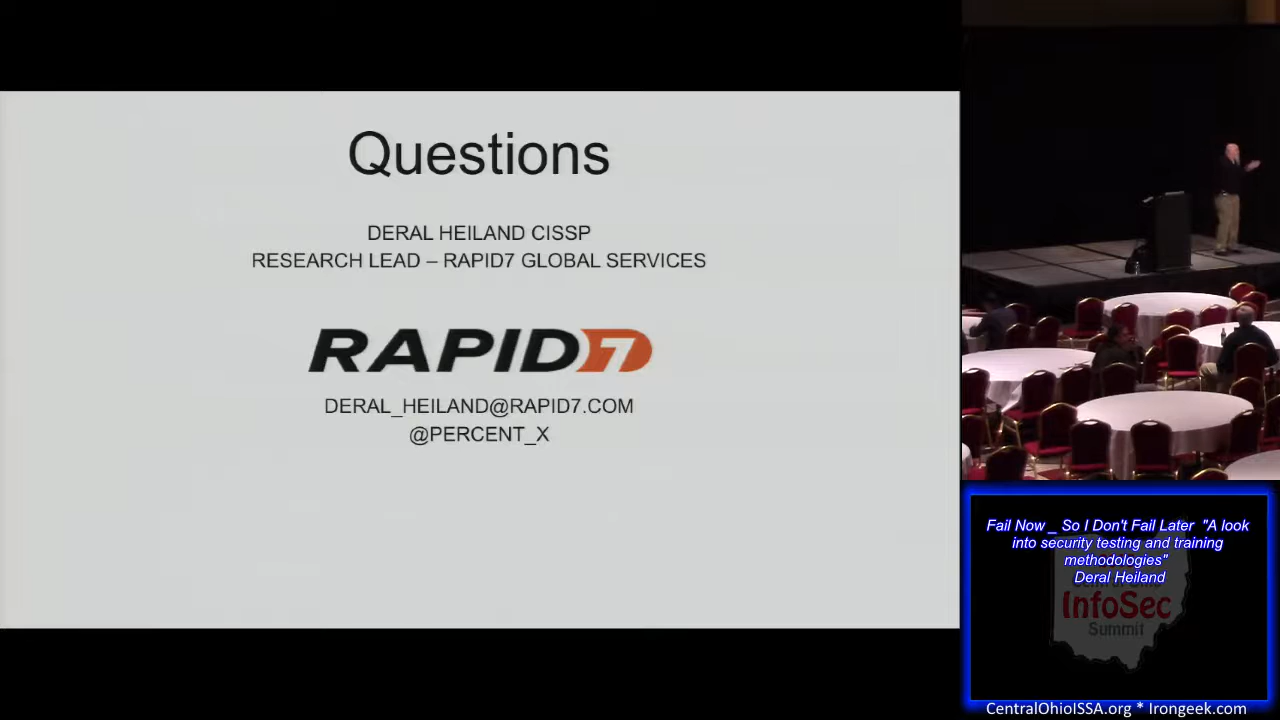 Questions
DERAL HEILAND CISSP
RESEARCH LEAD – RAPID7 GLOBAL SERVICES
RAPID7
DERAL_HEILAND@RAPID7.COM
@PERCENT_X
Fail Now _ So I Don't Fail Later "A look
into security testing and training
methodologies"
Deral Heiland
InfoSec
Summit
CentralOhioISSA.org * Irongeek.com